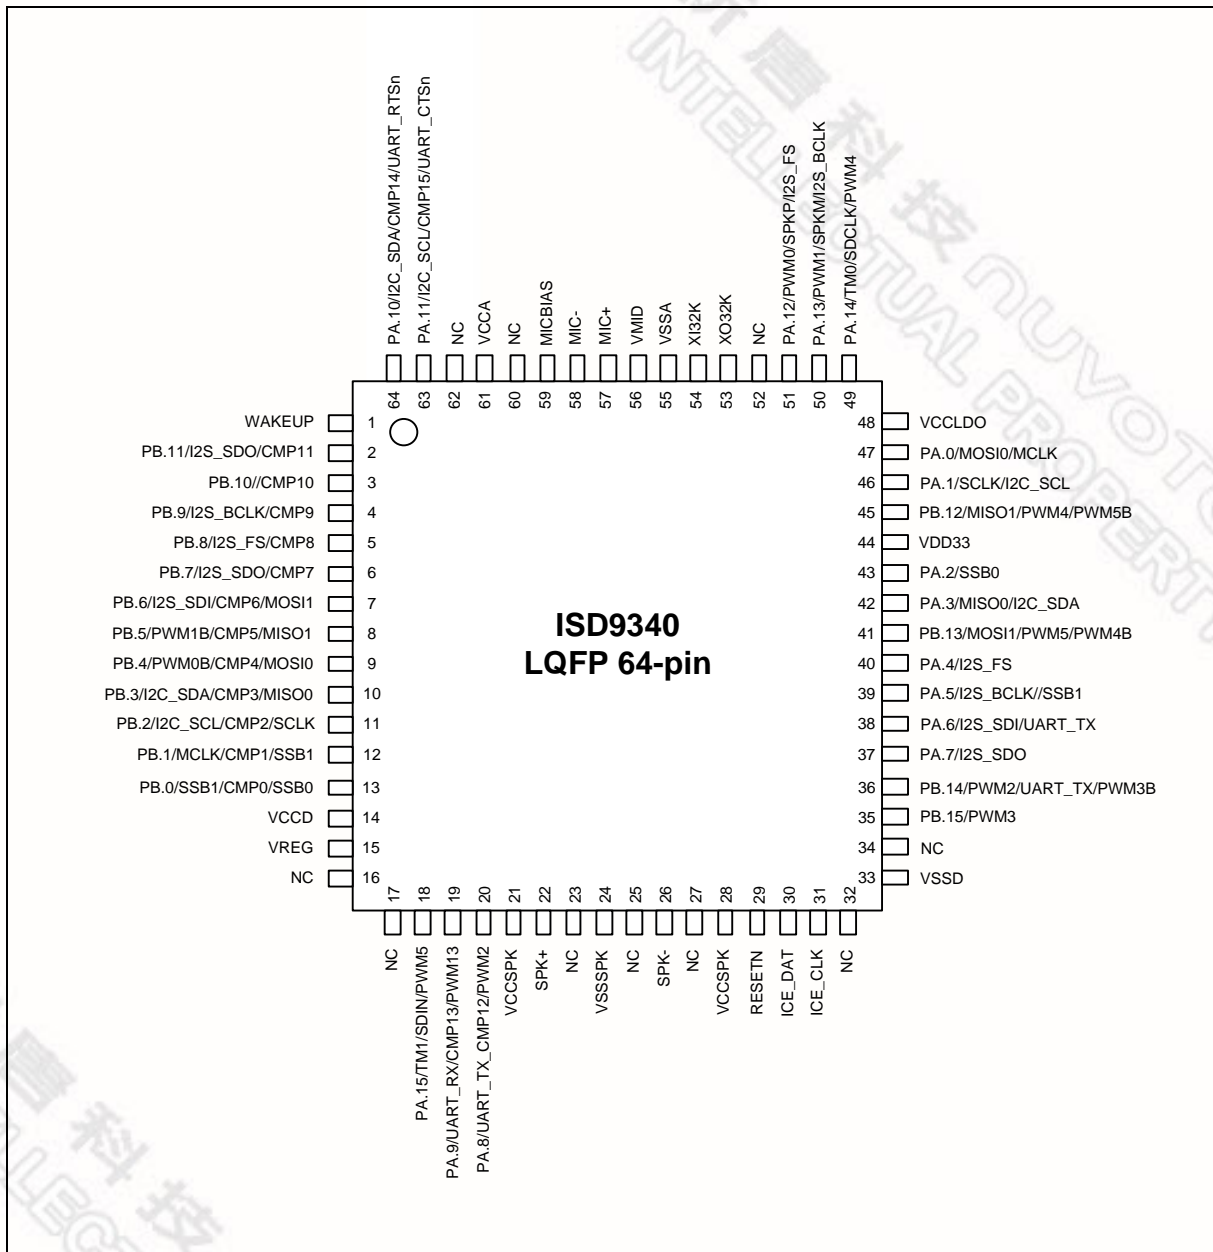 PA.10/I2C_SDA/CMP14/UART_RTSn
PA.11/I2C_SCL/CMP15/UART_CTSn
NC
VCCA
NC
MICBIAS
MIC-
MIC+
VMID
VSSA
XI32K
XO32K
NC
PA.12/PWM0/SPKP/I2S_FS
PA.13/PWM1/SPKM/I2S_BCLK
PA.14/TM0/SDCLK/PWM4
64
63
62
61
60
59
58
57
56
55
54
53
52
51
50
49
WAKEUP 1
PB.11/I2S_SDO/CMP11 2
PB.10//CMP10 3
PB.9/I2S_BCLK/CMP9 4
PB.8/I2S_FS/CMP8 5
PB.7/I2S_SDO/CMP7 6
PB.6/I2S_SDI/CMP6/MOSI1 7
PB.5/PWM1B/CMP5/MISO1 8
PB.4/PWM0B/CMP4/MOSI0 9
PB.3/I2C_SDA/CMP3/MISO0 10
PB.2/I2C_SCL/CMP2/SCLK 11
PB.1/MCLK/CMP1/SSB1 12
PB.0/SSB1/CMP0/SSB0 13
VCCD 14
VREG 15
NC 16
ISD9340
LQFP 64-pin
48 VCCLDO
47 PA.0/MOSI0/MCLK
46 PA.1/SCLK/I2C_SCL
45 PB.12/MISO1/PWM4/PWM5B
44 VDD33
43 PA.2/SSB0
42 PA.3/MISO0/I2C_SDA
41 PB.13/MOSI1/PWM5/PWM4B
40 PA.4/I2S_FS
39 PA.5/I2S_BCLK//SSB1
38 PA.6/I2S_SDI/UART_TX
37 PA.7/I2S_SDO
36 PB.14/PWM2/UART_TX/PWM3B
35 PB.15/PWM3
34 NC
33 VSSD
17
18
19
20
21
22
23
24
25
26
27
28
29
30
31
32
NC
PA.15/TM1/SDIN/PWM5
PA.9/UART_RX/CMP13/PWM13
PA.8/UART_TX_CMP12/PWM2
VCCSPK
SPK+
NC
VSSSPK
NC
SPK-
NC
VCCSPK
RESETN
ICE_DAT
ICE_CLK
NC
唐科技 nuvoTo
INTELLECTUAL PROPERT
唐科技